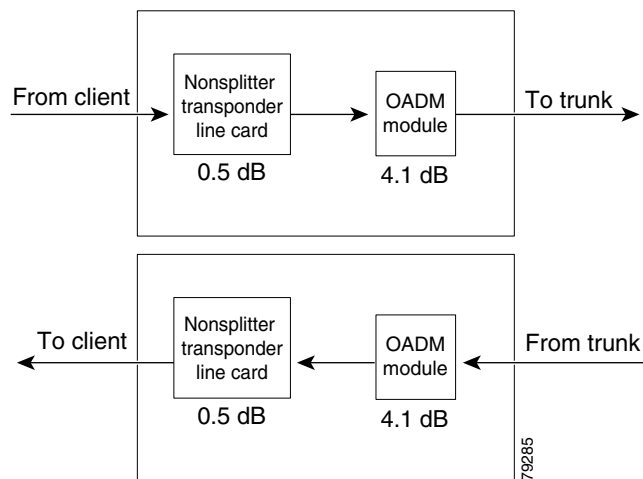 From client
Nonsplitter
transponder
line card
0.5 dB
OADM
module
4.1 dB
To trunk
To client
Nonsplitter
transponder
line card
0.5 dB
OADM
module
4.1 dB
From trunk
79285